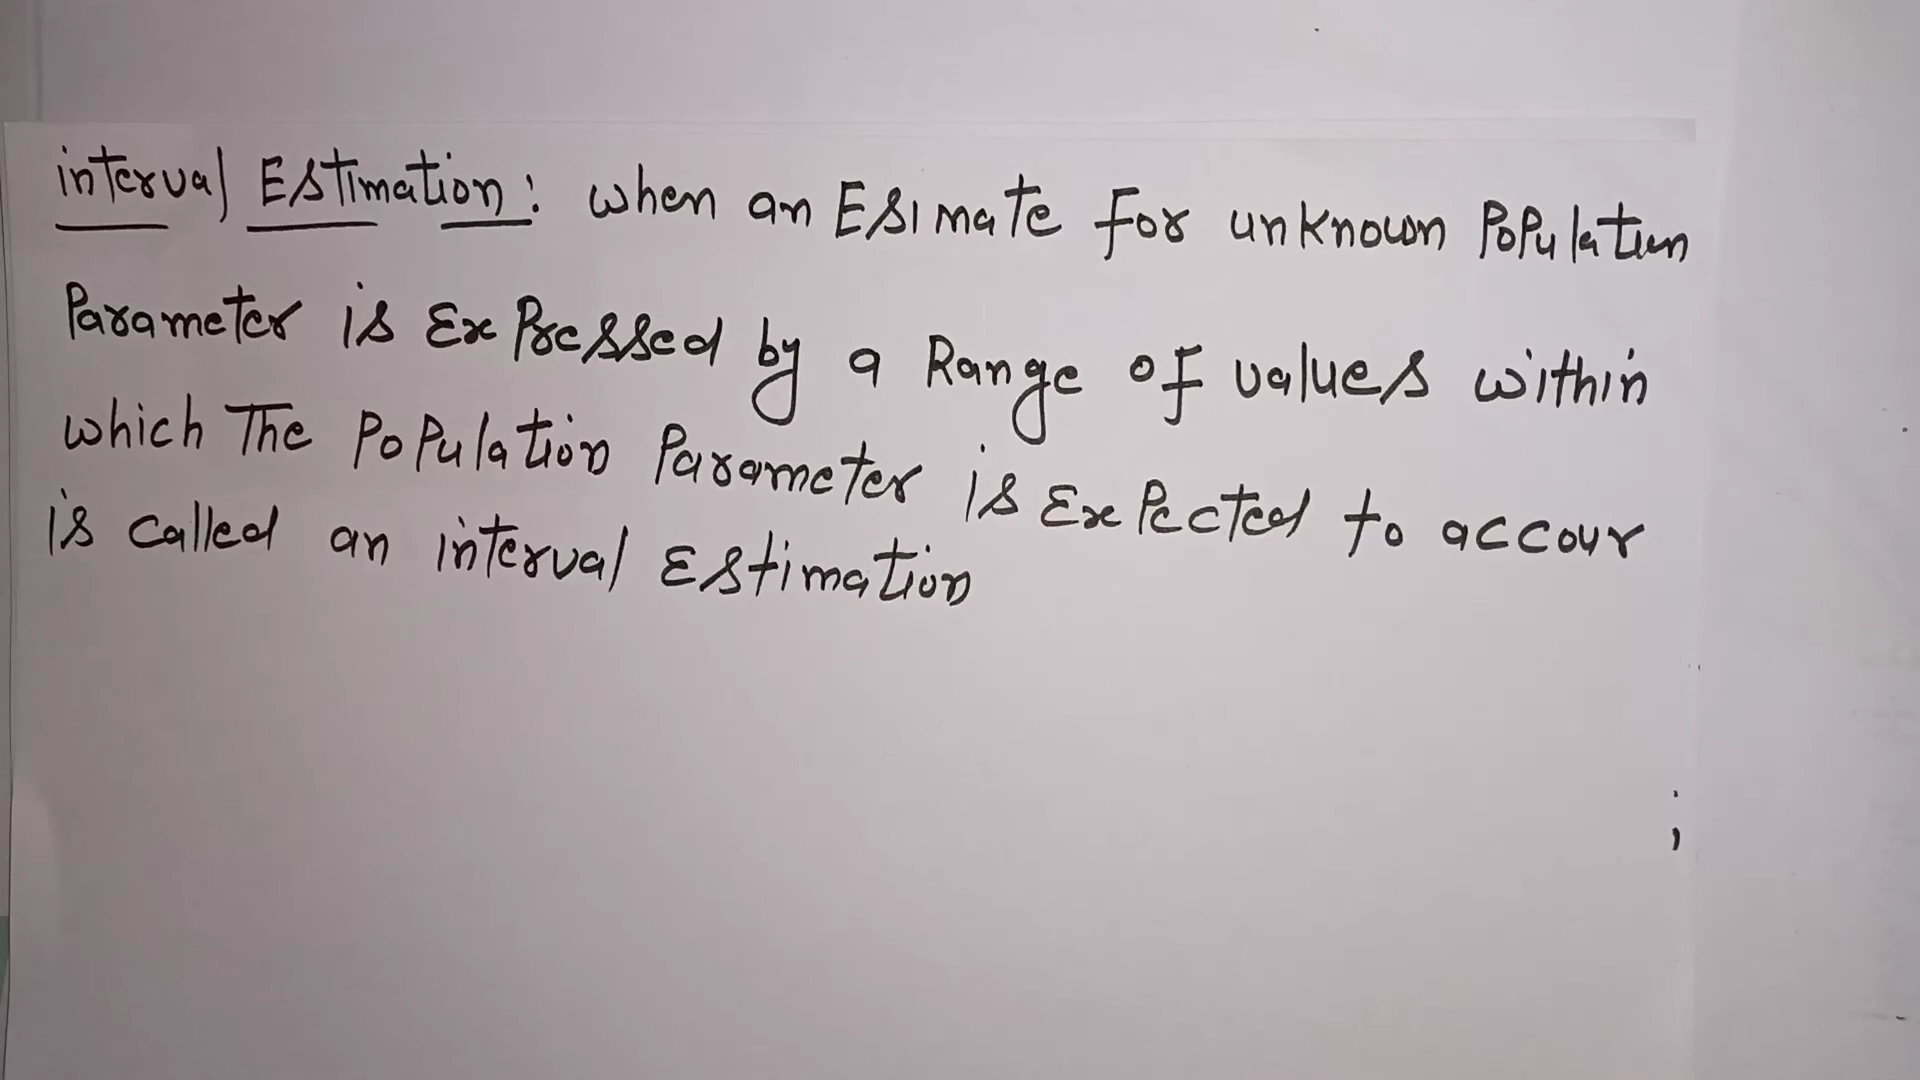 interval Estimation: when an Esimate for unknown Population
Parameter is Expressed by a Range of values within
which The Population Parameter is Expected to accour
is called an interval Estimation